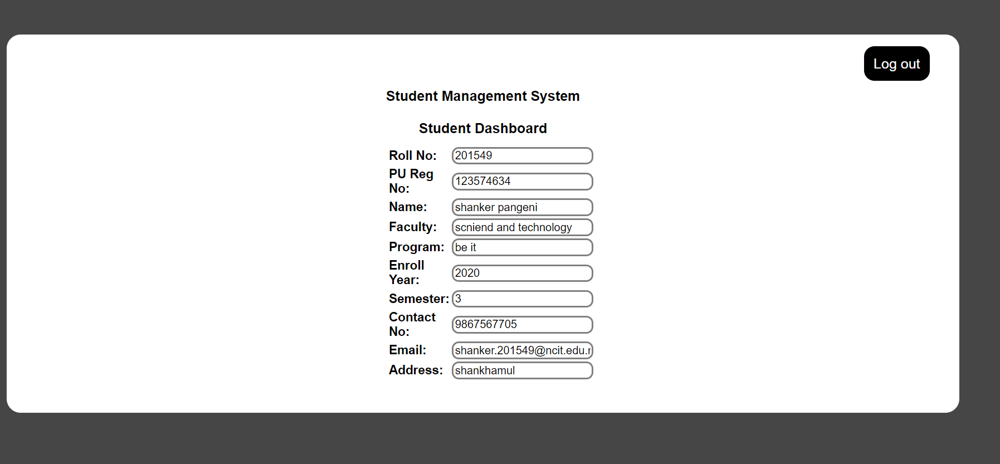 Log out
Student Management System
Student Dashboard
Roll No: 201549
PU Reg
No: 123574634
Name: shanker pangeni
Faculty: scniend and technology
Program: be it
Enroll
Year: 2020
Semester: 3
Contact
No: 9867567705
Email: shanker.201549@ncit.edu.
Address: shankhamul